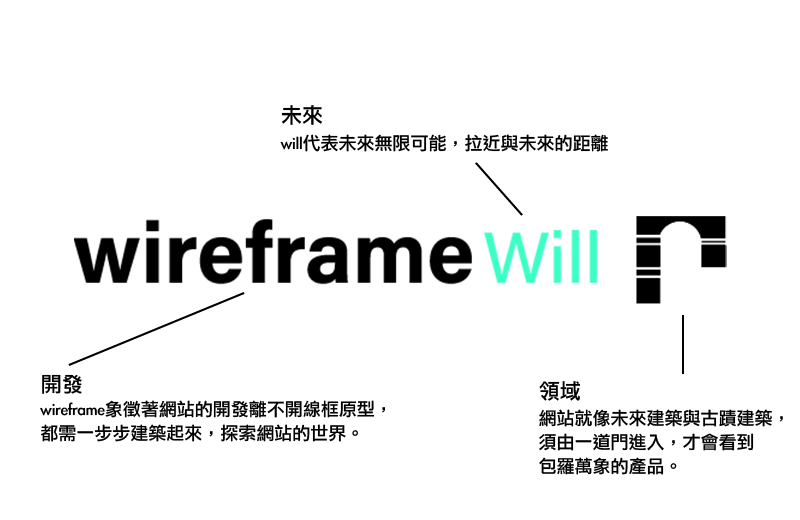 未來
will代表未來無限可能，拉近與未來的距離
wireframe Will
開發
wireframe象徵著網站的開發離不開線框原型，
都需一步步建築起來，探索網站的世界。
領域
網站就像未來建築與古蹟建築，
須由一道門進入，才會看到
包羅萬象的產品。